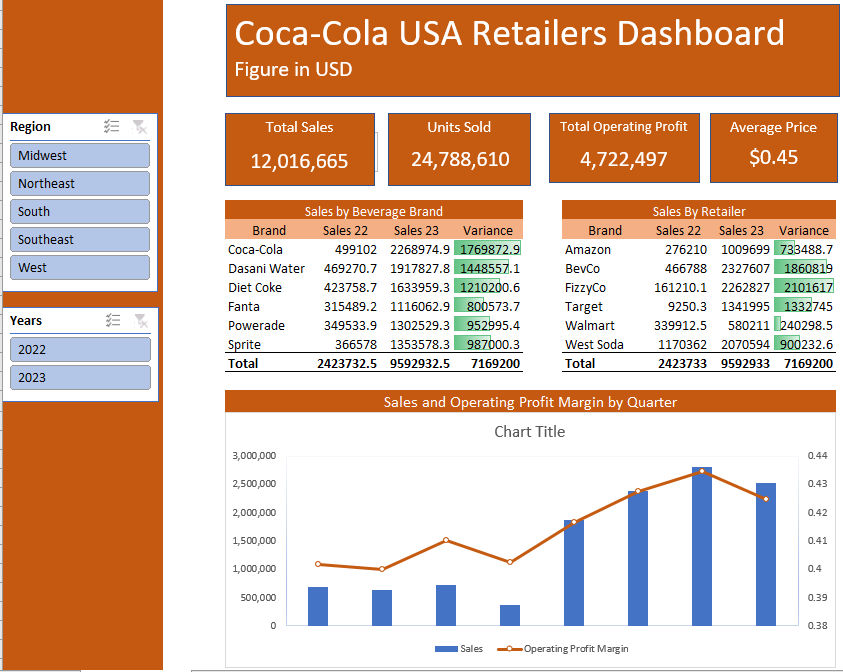 Coca-Cola USA Retailers Dashboard
Figure in USD
Region
Midwest
Northeast
South
Southeast
West
Years
2022
2023
Total Sales
12,016,665
Units Sold
24,788,610
Total Operating Profit
4,722,497
Average Price
$0.45
Sales by Beverage Brand
Brand Sales 22 Sales 23 Variance
Coca-Cola 499102 2268974.9 1769872.9
Dasani Water 469270.7 1917827.8 1448557.1
Diet Coke 423758.7 1633959.3 1210200.6
Fanta 315489.2 1116062.9 800573.7
Powerade 349533.9 1302529.3 952995.4
Sprite 366578 1353578.3 987000.3
Total 2423732.5 9592932.5 7169200
Sales By Retailer
Brand Sales 22 Sales 23 Variance
Amazon 276210 1009699 733488.7
BevCo 466788 2327607 1860819
FizzyCo 161210.1 2262827 2101617
Target 9250.3 1341995 1332745
Walmart 339912.5 580211 240298.5
West Soda 1170362 2070594 900232.6
Total 2423733 9592933 7169200
Sales and Operating Profit Margin by Quarter
Chart Title
3,000,000 0.44
2,500,000 0.43
2,000,000 0.42
1,500,000 0.41
1,000,000 0.4
500,000 0.39
0 0.38
Sales Operating Profit Margin